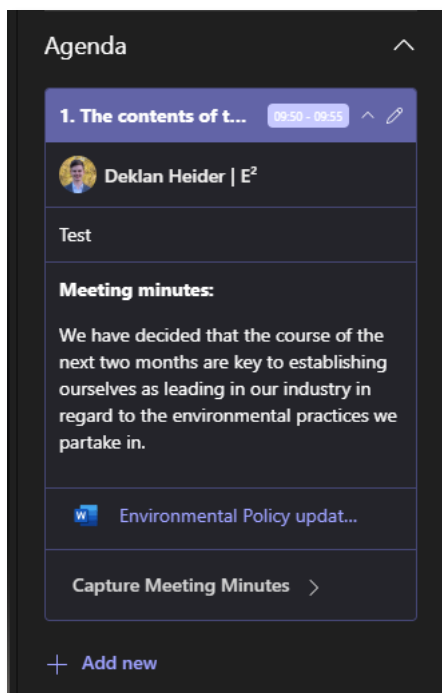 Agenda
1. The contents of t... 09:50 - 09:55
Deklan Heider | E²
Test
Meeting minutes:
We have decided that the course of the
next two months are key to establishing
ourselves as leading in our industry in
regard to the environmental practices we
partake in.
W
Environmental Policy updat...
Capture Meeting Minutes
Add new